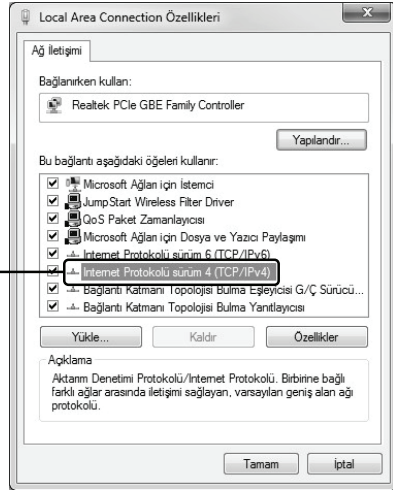 Local Area Connection Özellikleri
Ağ İletişimi
Bağlanırken kullan:
Realtek PCIe GBE Family Controller
Yapılandır...
Bu bağlantı aşağıdaki öğeleri kullanır:
Microsoft Ağları için İstemci
JumpStart Wireless Filter Driver
QoS Paket Zamanlayıcısı
Microsoft Ağları için Dosya ve Yazıcı Paylaşımı
Internet Protokolü sürüm 6 (TCP/IPv6)
Internet Protokolü sürüm 4 (TCP/IPv4)
Bağlantı Katmanı Topolojisi Bulma Eşleyicisi G/Ç Sürücü...
Bağlantı Katmanı Topolojisi Bulma Yanıtlayıcısı
Yükle...
Kaldır
Özellikler
Açıklama
Aktarım Denetimi Protokolü/Internet Protokolü. Birbirine bağlı
farklı ağlar arasında iletişimi sağlayan, varsayılan geniş alan ağı
protokolü.
Tamam
İptal